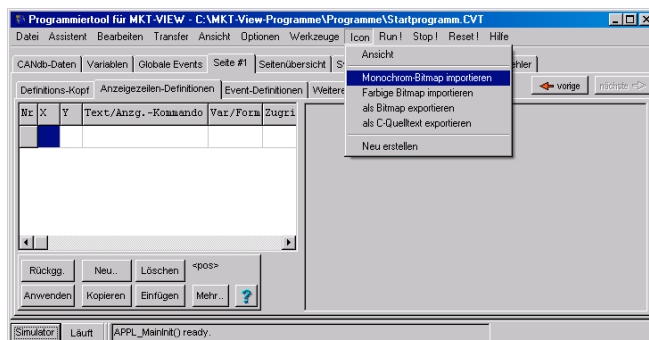 Programmiertool für MKT-VIEW - C:\MKT-View-Programme\Programme\Startprogramm.CVT
Datei Assistent Bearbeiten Transfer Ansicht Optionen Werkzeuge Icon Run! Stop! Reset! Hilfe
Ansicht
CANdb-Daten Variablen Globale Events Seite #1 Seitenübersicht ehler
Monochrom-Bitmap importieren
Definitions-Kopf Anzeigezeilen-Definitionen Event-Definitionen Weitere
Farbige Bitmap importieren
vorige nächste
als Bitmap exportieren
Nr X Y Text/Anzg.-Kommando Var/Form Zugri
als C-Quelltext exportieren
Neu erstellen
Rückgg. Neu.. Löschen <pos>
Anwenden Kopieren Einfügen Mehr.. ?
Simulator Läuft APPL_MainInit() ready.